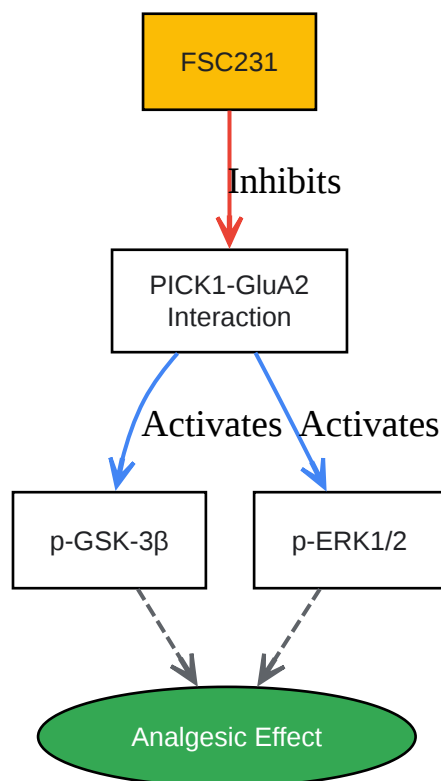 FSC231
Inhibits
PICK1-GluA2
Interaction
Activates
Activates
p-GSK-3β
p-ERK1/2
Analgesic Effect